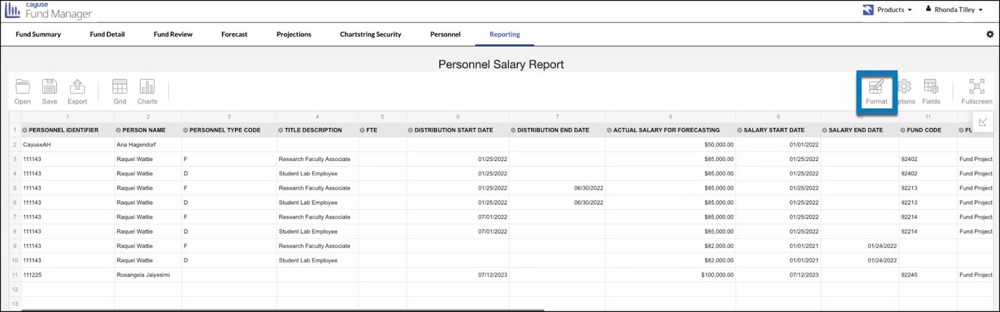 cayuse
Fund Manager
Products Rhonda Tilley
Fund Summary Fund Detail Fund Review Forecast Projections Chartstring Security Personnel Reporting
Personnel Salary Report
Open Save Export Grid Charts Format ptions Fields Fullscreen
1 2 3 4 5 6 7 8 9 10 11
1 PERSONNEL IDENTIFIER PERSON NAME PERSONNEL TYPE CODE TITLE DESCRIPTION FTE DISTRIBUTION START DATE DISTRIBUTION END DATE ACTUAL SALARY FOR FORECASTING SALARY START DATE SALARY END DATE FUND CODE FU
2 CayuseAH Ana Hagendorf $50,000.00 01/01/2022
3 111143 Raquel Wattie F Research Faculty Associate 01/25/2022 $85,000.00 01/25/2022 92402 Fund Project
4 111143 Raquel Wattie D Student Lab Employee 01/25/2022 $85,000.00 01/25/2022 92402 Fund Project
5 111143 Raquel Wattie F Research Faculty Associate 01/25/2022 06/30/2022 $85,000.00 01/25/2022 92213 Fund Project
6 111143 Raquel Wattie D Student Lab Employee 01/25/2022 06/30/2022 $85,000.00 01/25/2022 92213 Fund Project
7 111143 Raquel Wattie F Research Faculty Associate 07/01/2022 $85,000.00 01/25/2022 92214 Fund Project
8 111143 Raquel Wattie D Student Lab Employee 07/01/2022 $85,000.00 01/25/2022 92214 Fund Project
9 111143 Raquel Wattie F Research Faculty Associate $82,000.00 01/01/2021 01/24/2022
10 111143 Raquel Wattie D Student Lab Employee $82,000.00 01/01/2021 01/24/2022
11 111225 Rosangela Jaiyesimi 07/12/2023 $100,000.00 07/12/2023 92245 Fund Project
12
13